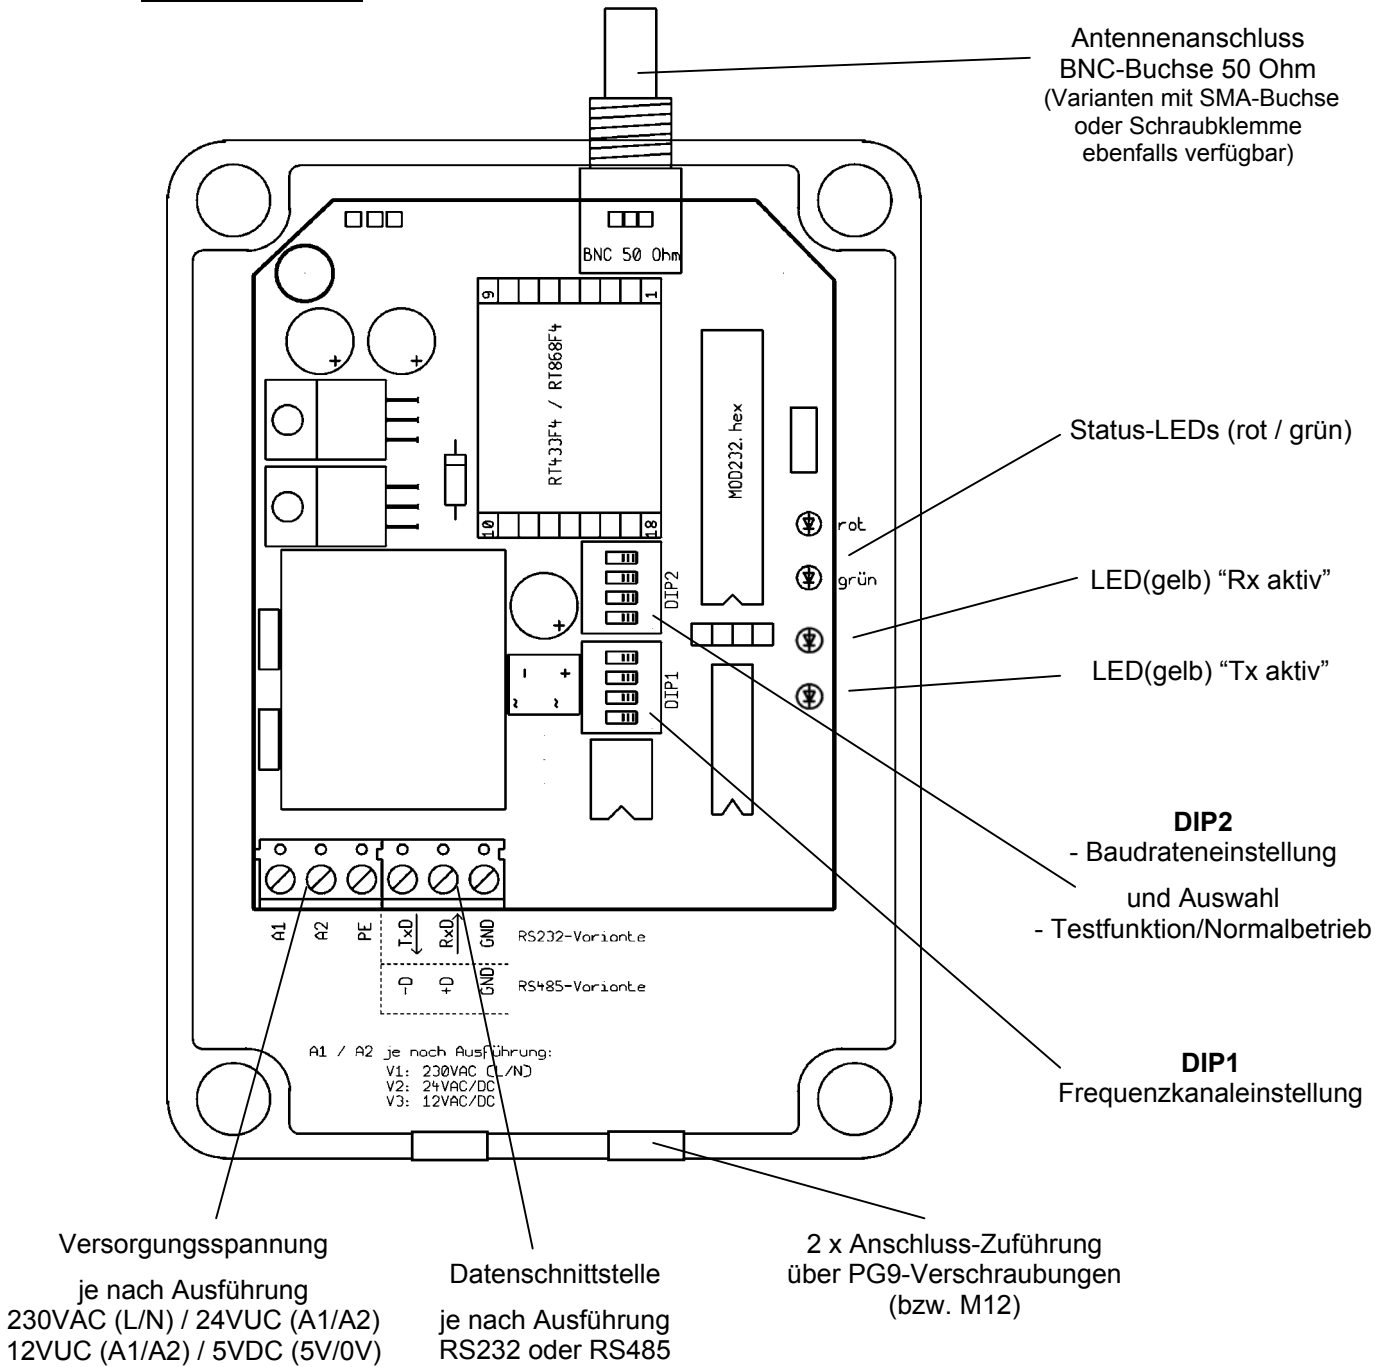 Antennenanschluss
BNC-Buchse 50 Ohm
(Varianten mit SMA-Buchse
oder Schraubklemme
ebenfalls verfügbar)
BNC 50 Ohm
9
1
RT433F4 / RT868F4
MOD232.hex
Status-LEDs (rot / grün)
rot
10
18
grün
LED(gelb) “Rx aktiv”
DIP2
LED(gelb) “Tx aktiv”
DIP1
DIP2
- Baudrateneinstellung
und Auswahl
- Testfunktion/Normalbetrieb
A1 A2 PE TxD RxD GND RS232-Variante
-D +D GND RS485-Variante
A1 / A2 je nach Ausführung:
V1: 230VAC (L/N)
V2: 24VAC/DC
V3: 12VAC/DC
DIP1
Frequenzkanaleinstellung
Versorgungsspannung
je nach Ausführung
230VAC (L/N) / 24VUC (A1/A2)
12VUC (A1/A2) / 5VDC (5V/0V)
Datenschnittstelle
je nach Ausführung
RS232 oder RS485
2 x Anschluss-Zuführung
über PG9-Verschraubungen
(bzw. M12)